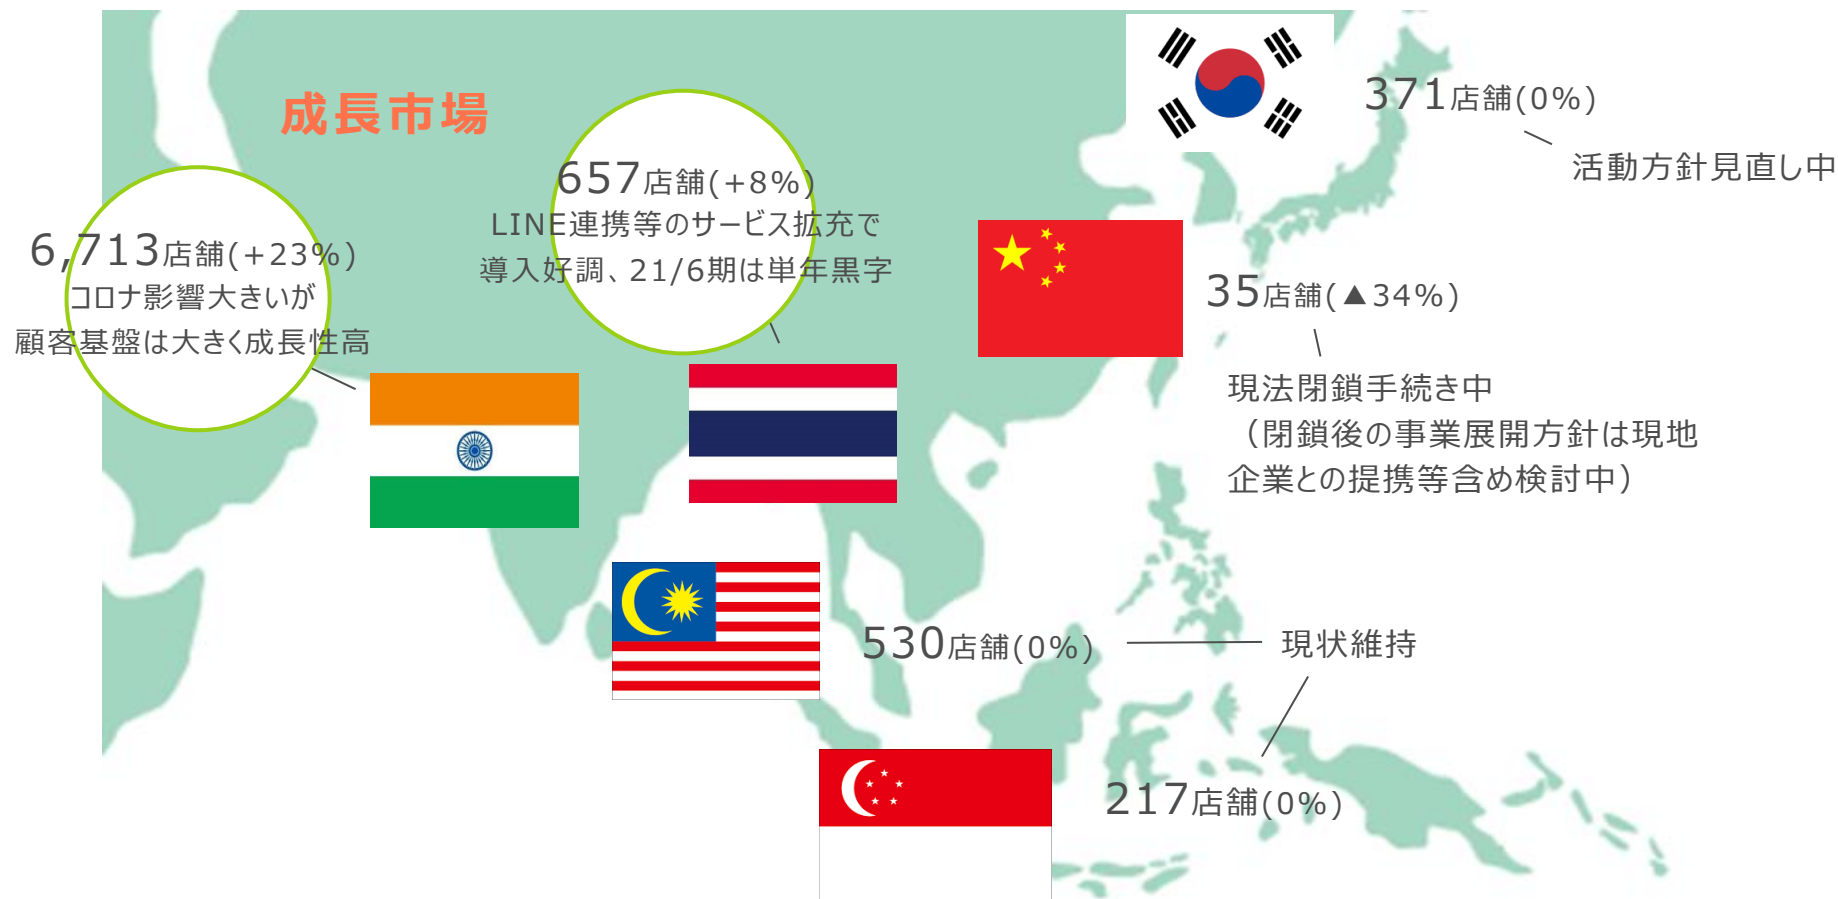 成長市場
371店舗(0%)
活動方針見直し中
657店舗(+8%)
LINE連携等のサービス拡充で
導入好調、21/6期は単年黒字
6,713店舗(+23%)
コロナ影響大きいが
顧客基盤は大きく成長性高
35店舗(▲34%)
現法閉鎖手続き中
（閉鎖後の事業展開方針は現地
企業との提携等含め検討中）
530店舗(0%)
現状維持
217店舗(0%)